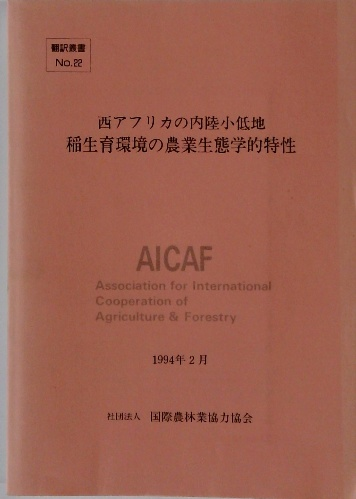 翻訳叢書
No.22
西アフリカの内陸小低地
稲生育環境の農業生態学的特性
AICAF
Association for International
Cooperation of
Agriculture & Forestry
1994年2月
社団法人 国際農林業協力協会